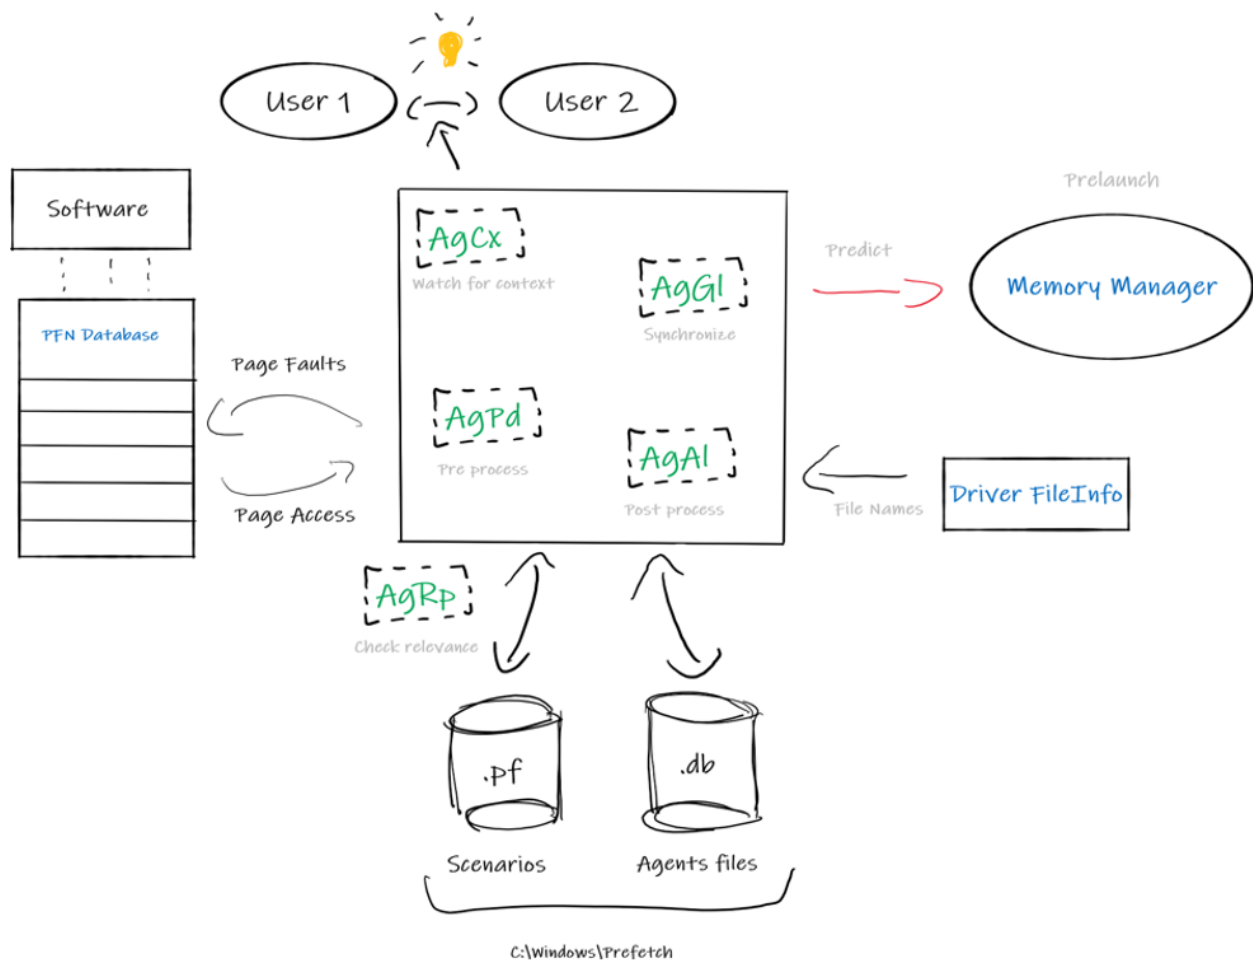 User 1
User 2
Software
Prelaunch
AgCx
Watch for context
Predict
AgGl
Synchronize
Memory Manager
PFN Database
Page Faults
AgPd
Pre process
AgAl
Post process
Driver FileInfo
File Names
Page Access
AgRp
Check relevance
.pf
.db
Scenarios
Agents files
C:\Windows\Prefetch